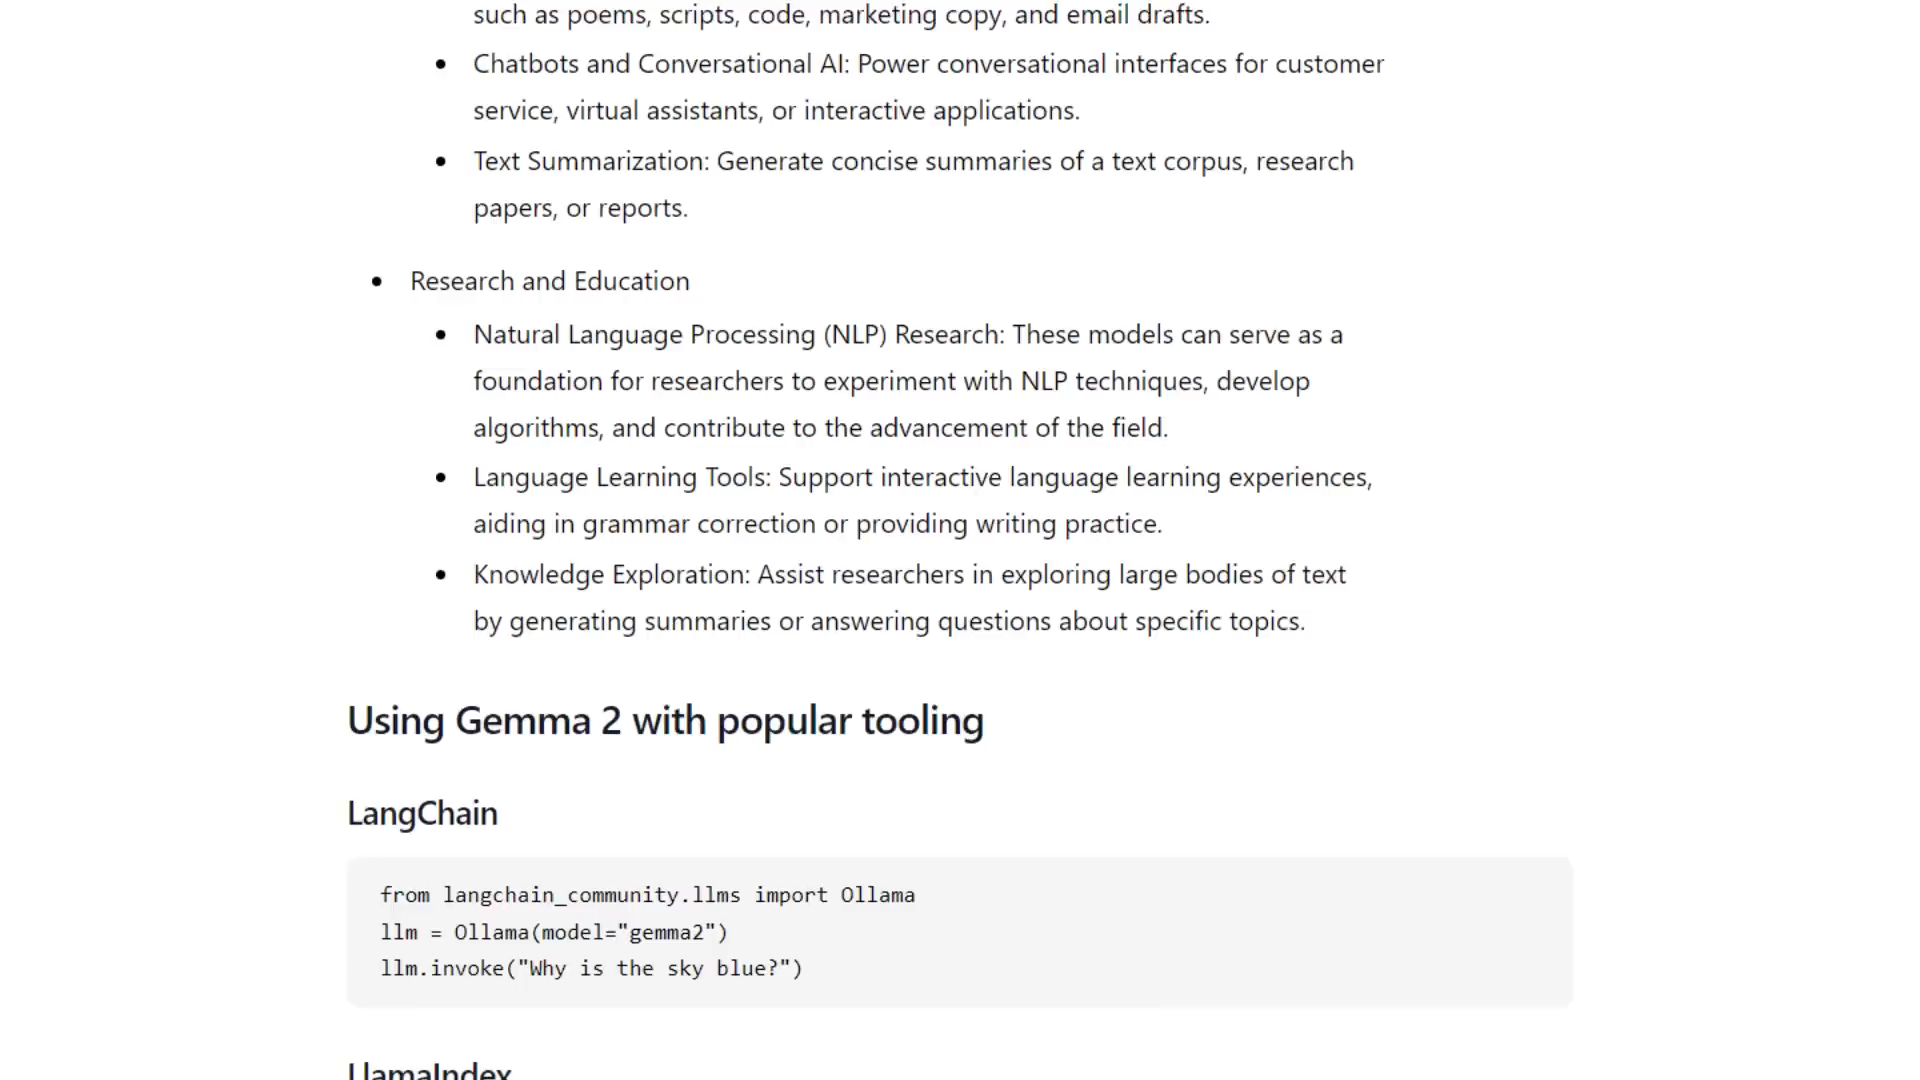 such as poems, scripts, code, marketing copy, and email drafts.
• Chatbots and Conversational AI: Power conversational interfaces for customer
service, virtual assistants, or interactive applications.
• Text Summarization: Generate concise summaries of a text corpus, research
papers, or reports.
• Research and Education
• Natural Language Processing (NLP) Research: These models can serve as a
foundation for researchers to experiment with NLP techniques, develop
algorithms, and contribute to the advancement of the field.
• Language Learning Tools: Support interactive language learning experiences,
aiding in grammar correction or providing writing practice.
• Knowledge Exploration: Assist researchers in exploring large bodies of text
by generating summaries or answering questions about specific topics.
Using Gemma 2 with popular tooling
LangChain
from langchain_community.llms import Ollama
llm = Ollama(model="gemma2")
llm.invoke("Why is the sky blue?")
LlamaIndex